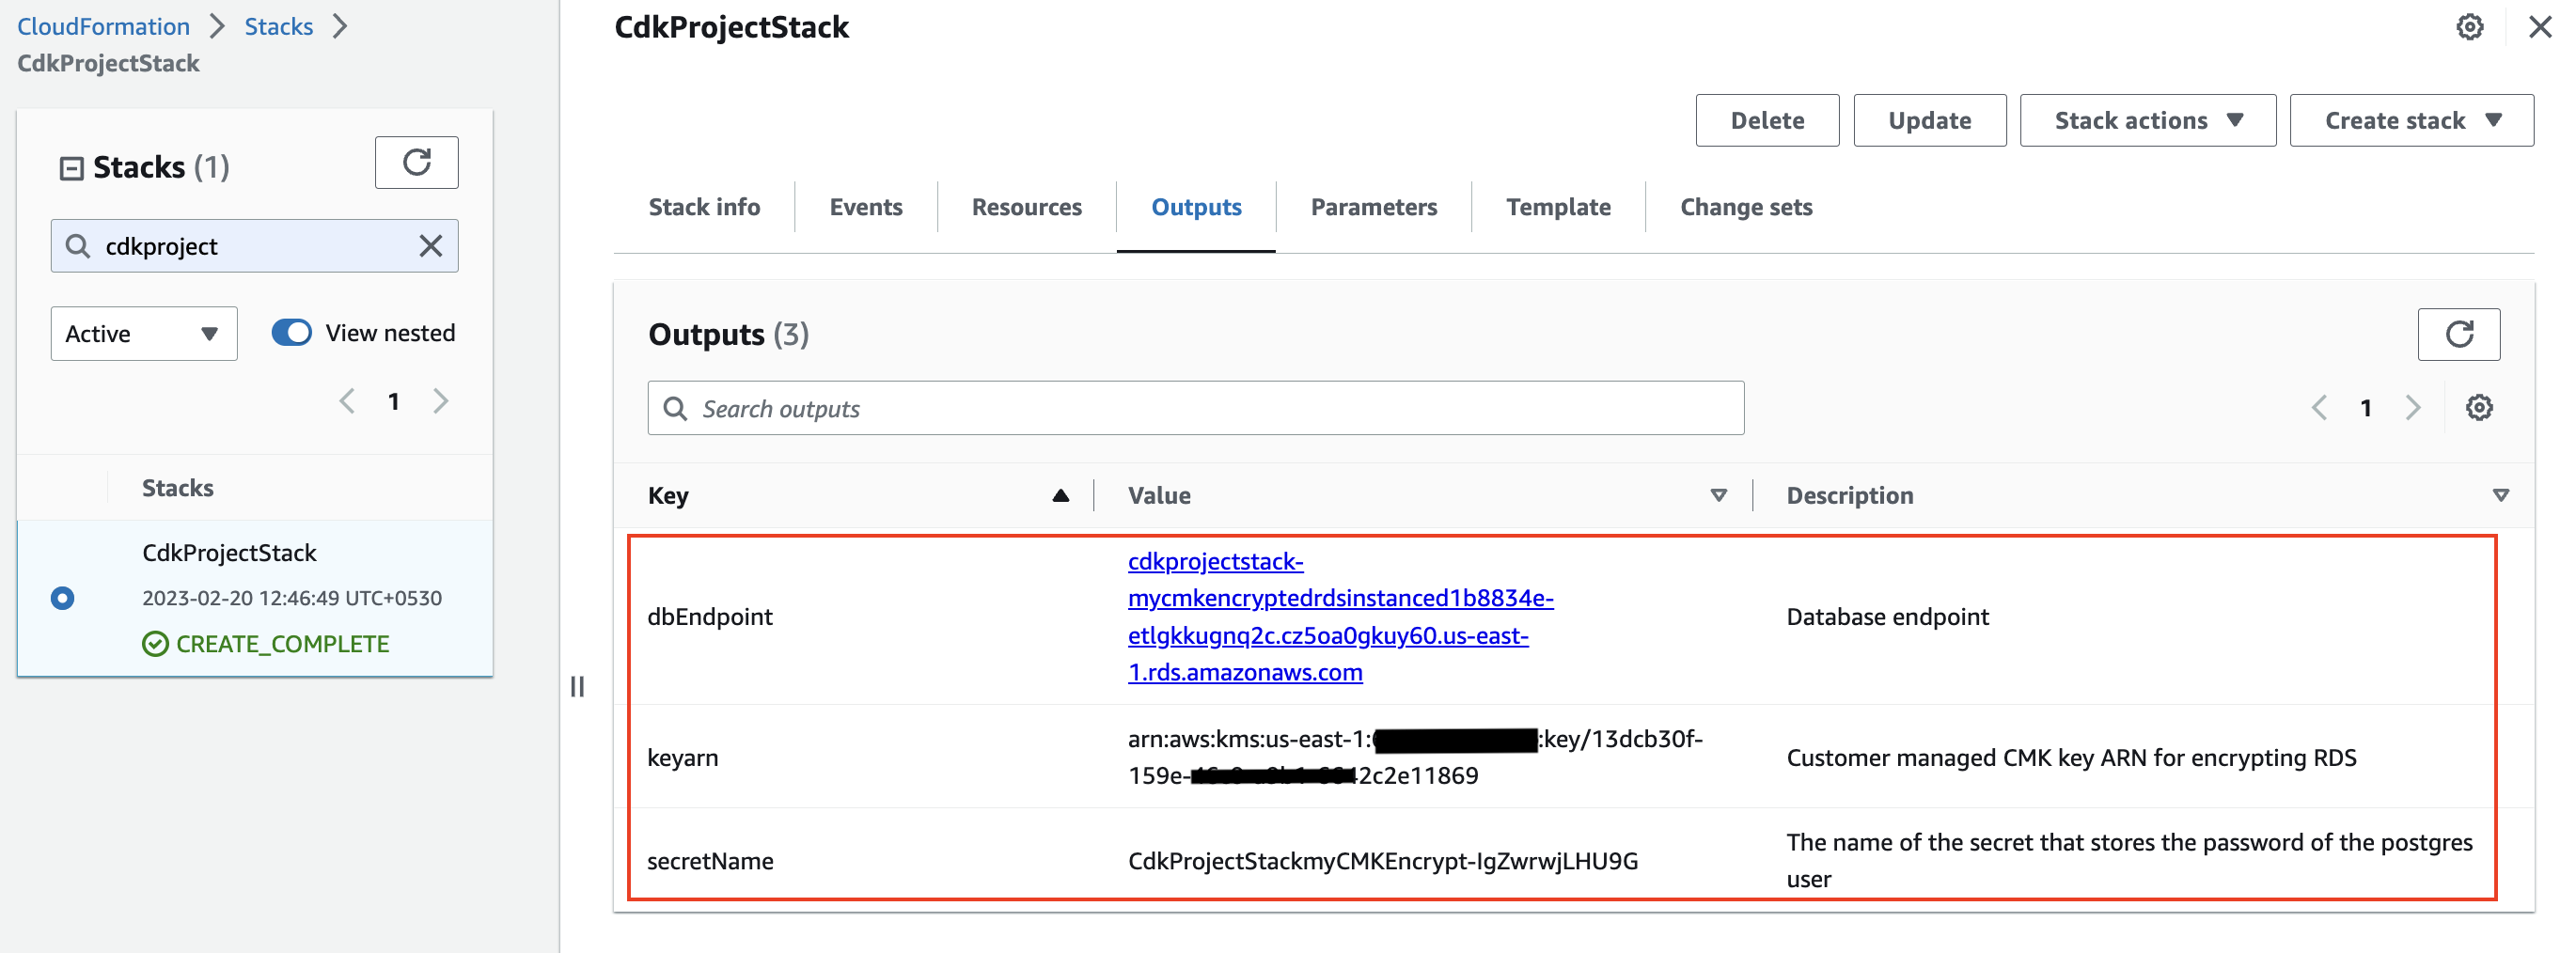 CloudFormation
Stacks
CdkProjectStack
Stacks (1)
cdkproject
Active
View nested
1
Stacks
CdkProjectStack
2023-02-20 12:46:49 UTC+0530
CREATE_COMPLETE
CdkProjectStack
Delete
Update
Stack actions
Create stack
Stack info
Events
Resources
Outputs
Parameters
Template
Change sets
Outputs (3)
Search outputs
1
Key
Value
Description
dbEndpoint
cdkprojectstack-
mycmkencryptedrdsinstanced1b8834e-
etlgkkugnq2c.cz5oa0gkuy60.us-east-
1.rds.amazonaws.com
Database endpoint
keyarn
arn:aws:kms:us-east-1: :key/13dcb30f-
159e- 2c2e11869
Customer managed CMK key ARN for encrypting RDS
secretName
CdkProjectStackmyCMKEncrypt-IgZwrwjLHU9G
The name of the secret that stores the password of the postgres
user